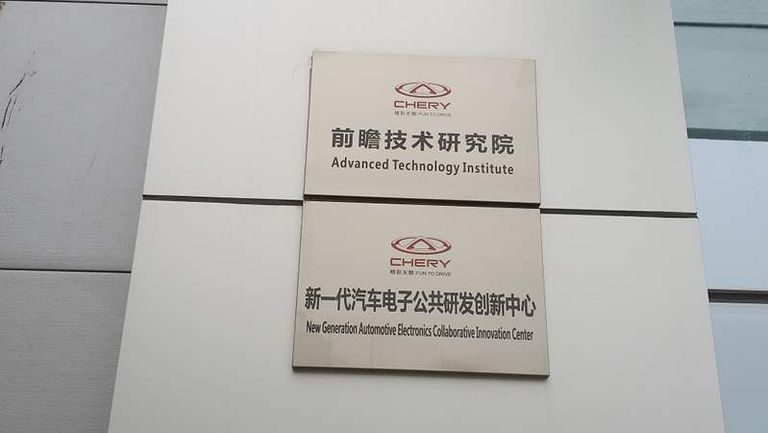 CHERY
精彩无限 FUN TO DRIVE
前瞻技术研究院
Advanced Technology Institute
CHERY
精彩无限 FUN TO DRIVE
新一代汽车电子公共研发创新中心
New Generation Automotive Electronics Collaborative Innovation Center